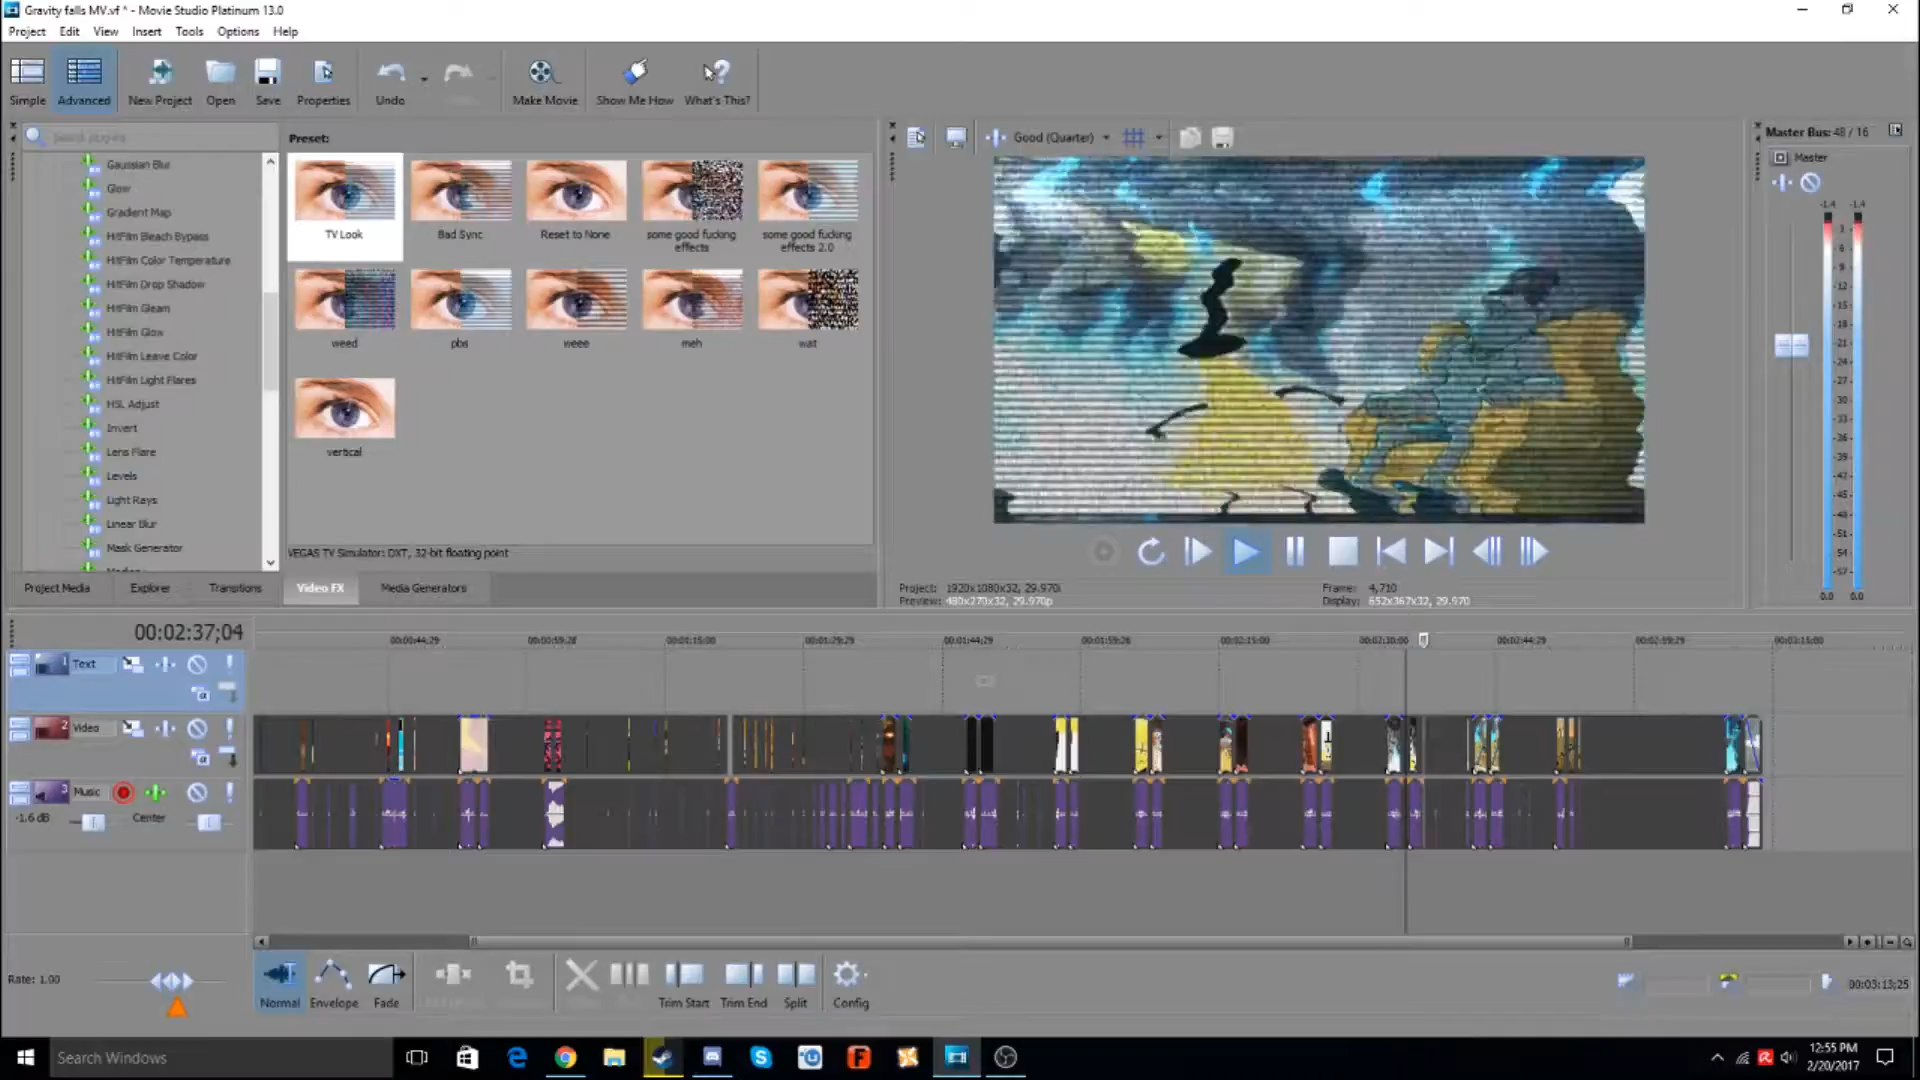 Gravity falls MV.vf * - Movie Studio Platinum 13.0
Project Edit View Insert Tools Options Help
Simple Advanced New Project Open Save Properties Undo Make Movie Show Me How What's This?
Search plug-ins
Gaussian Blur
Glow
Gradient Map
HitFilm Bleach Bypass
HitFilm Color Temperature
HitFilm Drop Shadow
HitFilm Gleam
HitFilm Glow
HitFilm Leave Color
HitFilm Light Flares
HSL Adjust
Invert
Lens Flare
Levels
Light Rays
Linear Blur
Mask Generator
Preset:
TV Look
Bad Sync
Reset to None
some good fucking effects
some good fucking effects 2.0
weed
pbs
weee
meh
wat
vertical
VEGAS TV Simulator: DXT, 32-bit floating point
Project Media Explorer Transitions Video FX Media Generators
Good (Quarter)
Project: 1920x1080x32, 29.970i
Preview: 480x270x32, 29.970p
Frame: 4,710
Display: 652x367x32, 29.970
Master Bus: 48 / 16
Master
-1.4 -1.4
3
6
9
-12
-15
-18
-21
-24
-27
-30
-33
-36
-39
-42
-45
-48
-51
54
-57
0.0 0.0
00:02:37;04
00:00:44;29 00:00:59;28 00:01:15;00 00:01:29;29 00:01:44;29 00:01:59;28 00:02:15;00 00:02:30;00 00:02:44;29 00:02:59;29 00:03:15;00
1 Text
2 Video
3 Music
-1.6 dB Center
Rate: 1.00
Normal Envelope Fade Trim Start Trim End Split Config
00:03:13;25
Search Windows
12:55 PM
2/20/2017